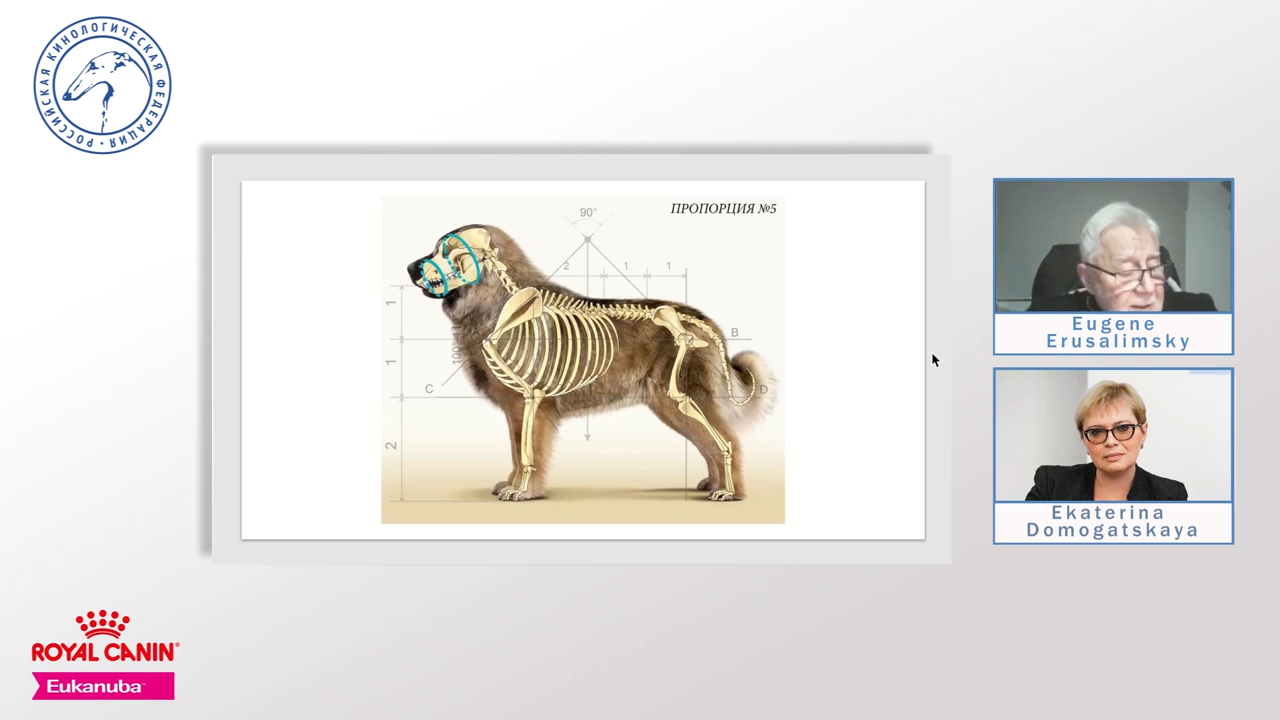 РОССИЙСКАЯ КИНОЛОГИЧЕСКАЯ ФЕДЕРАЦИЯ
ПРОПОРЦИЯ №5
90°
2
1
1
1
B
1
C
D
2
Eugene
Erusalimsky
Ekaterina
Domogatskaya
ROYAL CANIN
Eukanuba